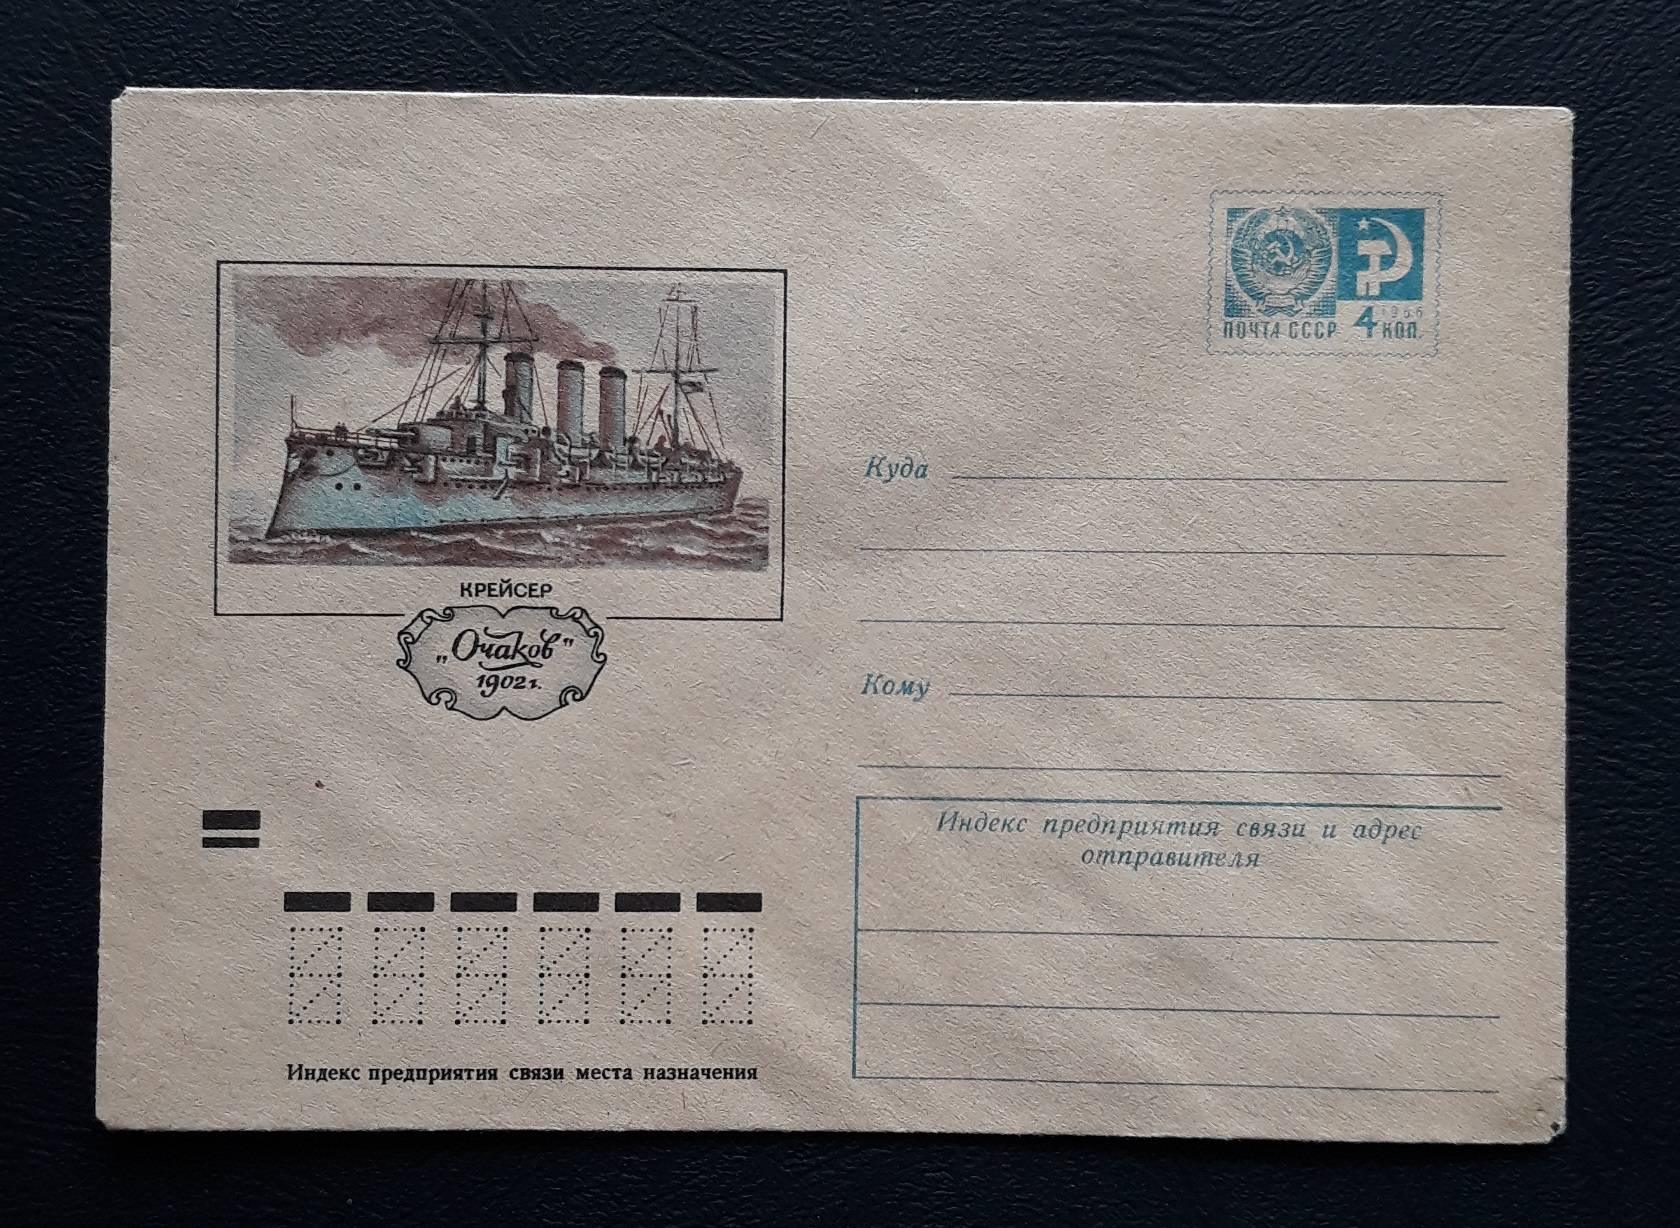 1966
ПОЧТА СССР 4 КОП.
КРЕЙСЕР
„Очаков"
1902 г.
Куда
Кому
Индекс предприятия связи и адрес
отправителя
Индекс предприятия связи места назначения